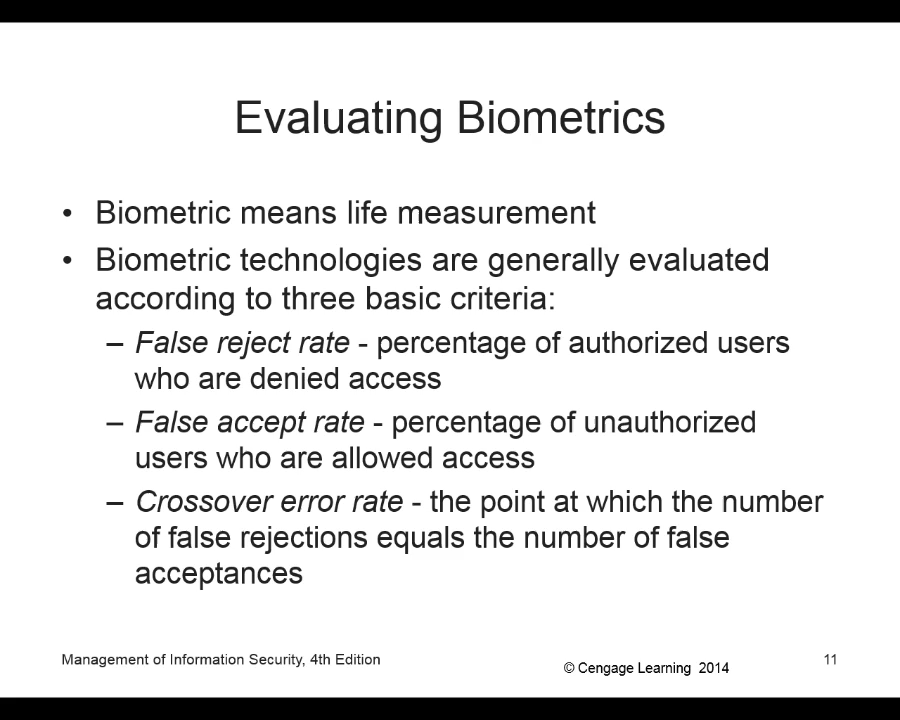 Evaluating Biometrics
• Biometric means life measurement
• Biometric technologies are generally evaluated
according to three basic criteria:
– False reject rate - percentage of authorized users
who are denied access
– False accept rate - percentage of unauthorized
users who are allowed access
– Crossover error rate - the point at which the number
of false rejections equals the number of false
acceptances
Management of Information Security, 4th Edition
© Cengage Learning 2014
11